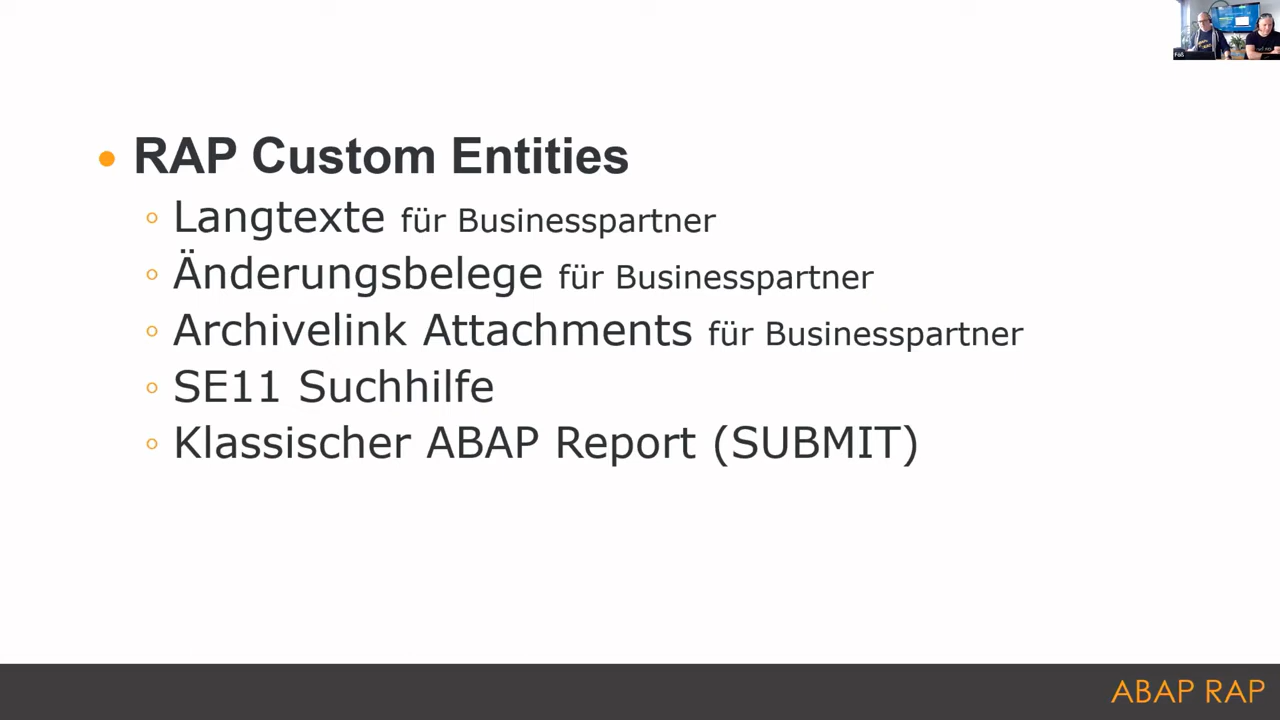 RAP Custom Entities
Langtexte für Businesspartner
Änderungsbelege für Businesspartner
Archivelink Attachments für Businesspartner
SE11 Suchhilfe
Klassischer ABAP Report (SUBMIT)
ABAP RAP